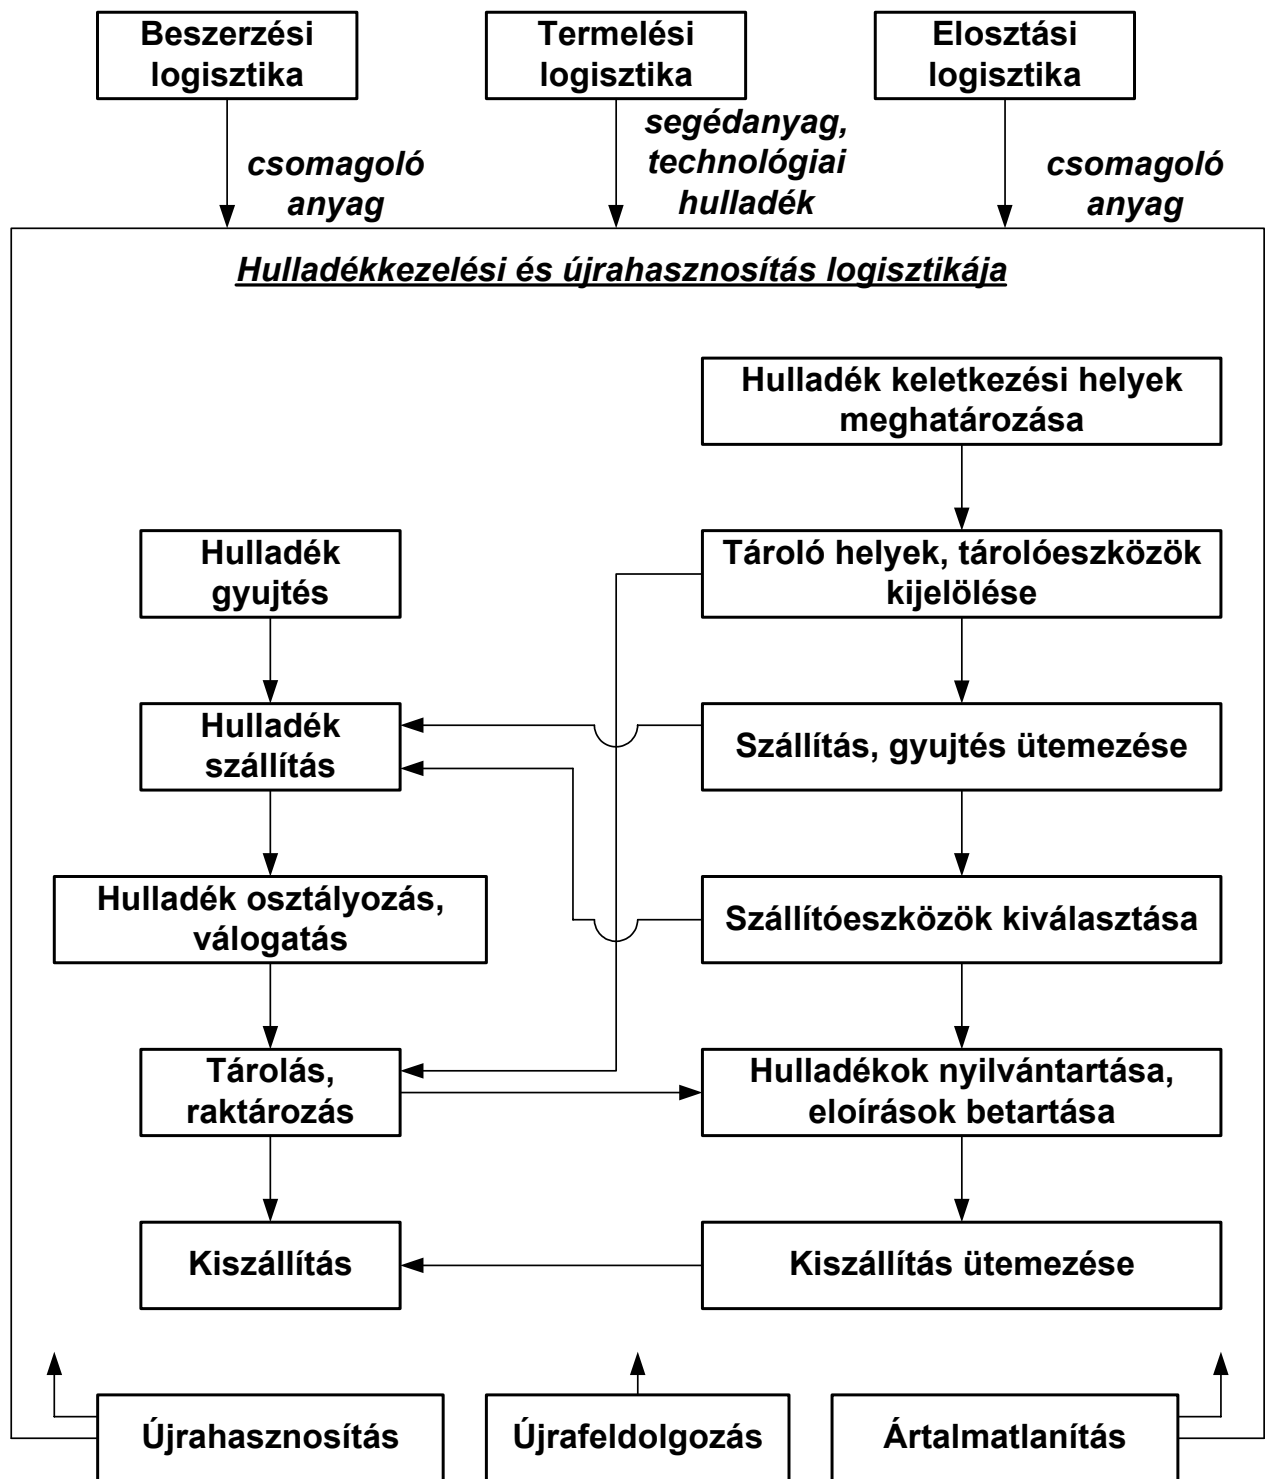 Beszerzési
logisztika
Termelési
logisztika
Elosztási
logisztika
csomagoló
anyag
segédanyag,
technológiai
hulladék
csomagoló
anyag
Hulladékkezelési és újrahasznosítás logisztikája
Hulladék keletkezési helyek
meghatározása
Hulladék
gyujtés
Tároló helyek, tárolóeszközök
kijelölése
Hulladék
szállítás
Szállítás, gyujtés ütemezése
Hulladék osztályozás,
válogatás
Szállítóeszközök kiválasztása
Tárolás,
raktározás
Hulladékok nyilvántartása,
eloírások betartása
Kiszállítás
Kiszállítás ütemezése
Újrahasznosítás
Újrafeldolgozás
Ártalmatlanítás